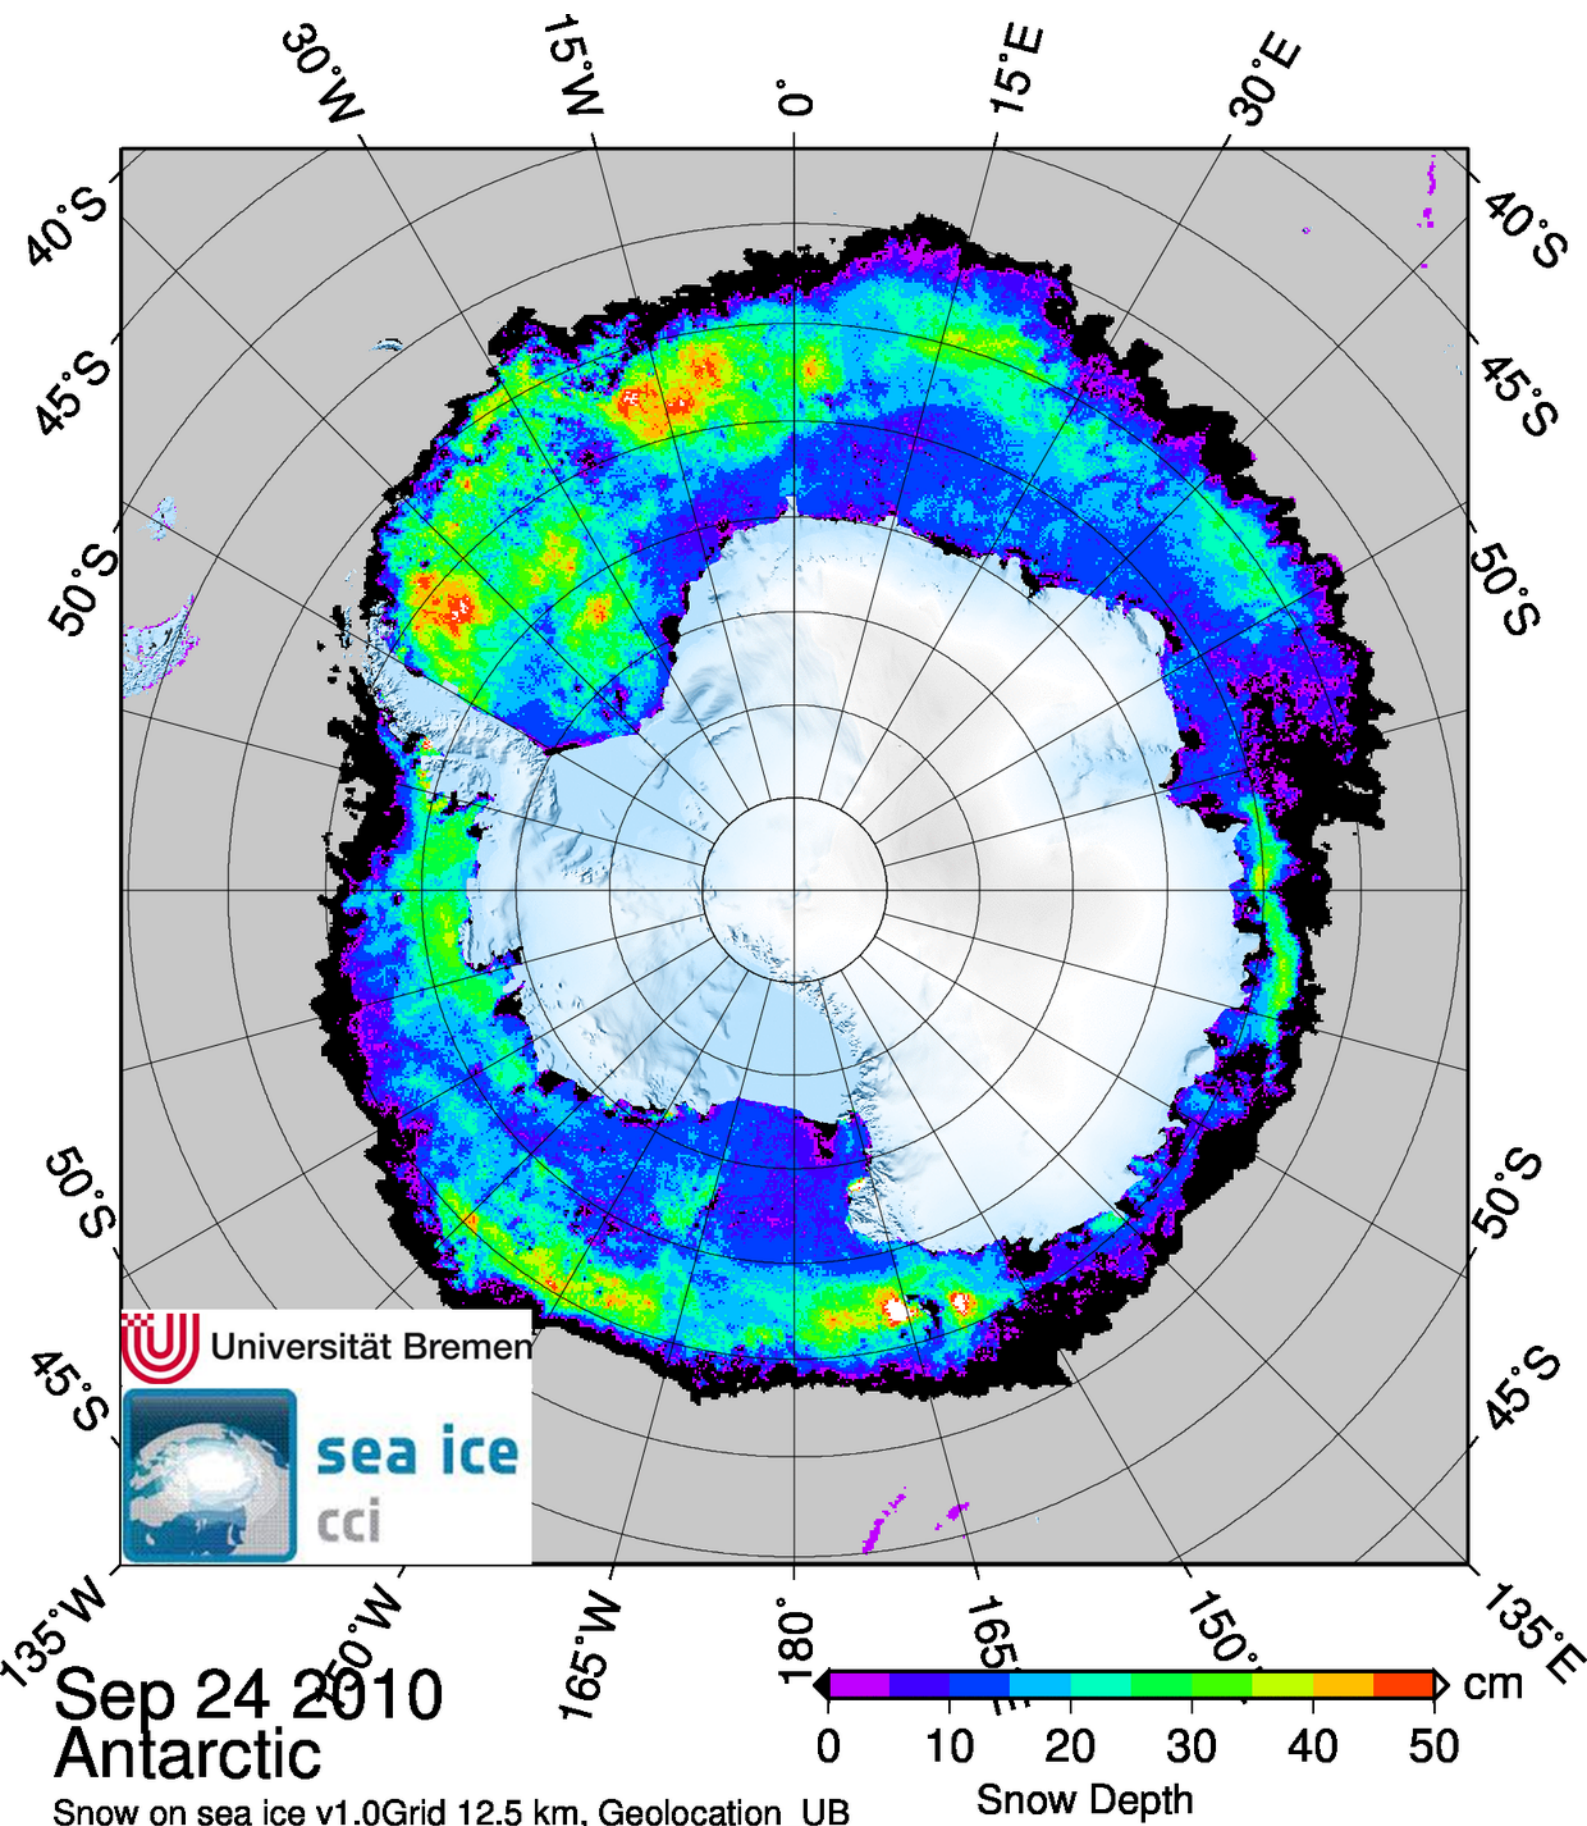 30°W 15°W 0° 15°E 30°E
40°S 40°S
45°S 45°S
50°S 50°S
50°S 50°S
45°S 45°S
Universität Bremen
sea ice
cci
135°W 150°W 165°W 180° 165°E 150° 135°E
Sep 24 2010
Antarctic
Snow on sea ice v1.0Grid 12.5 km, Geolocation UB
cm
0 10 20 30 40 50
Snow Depth